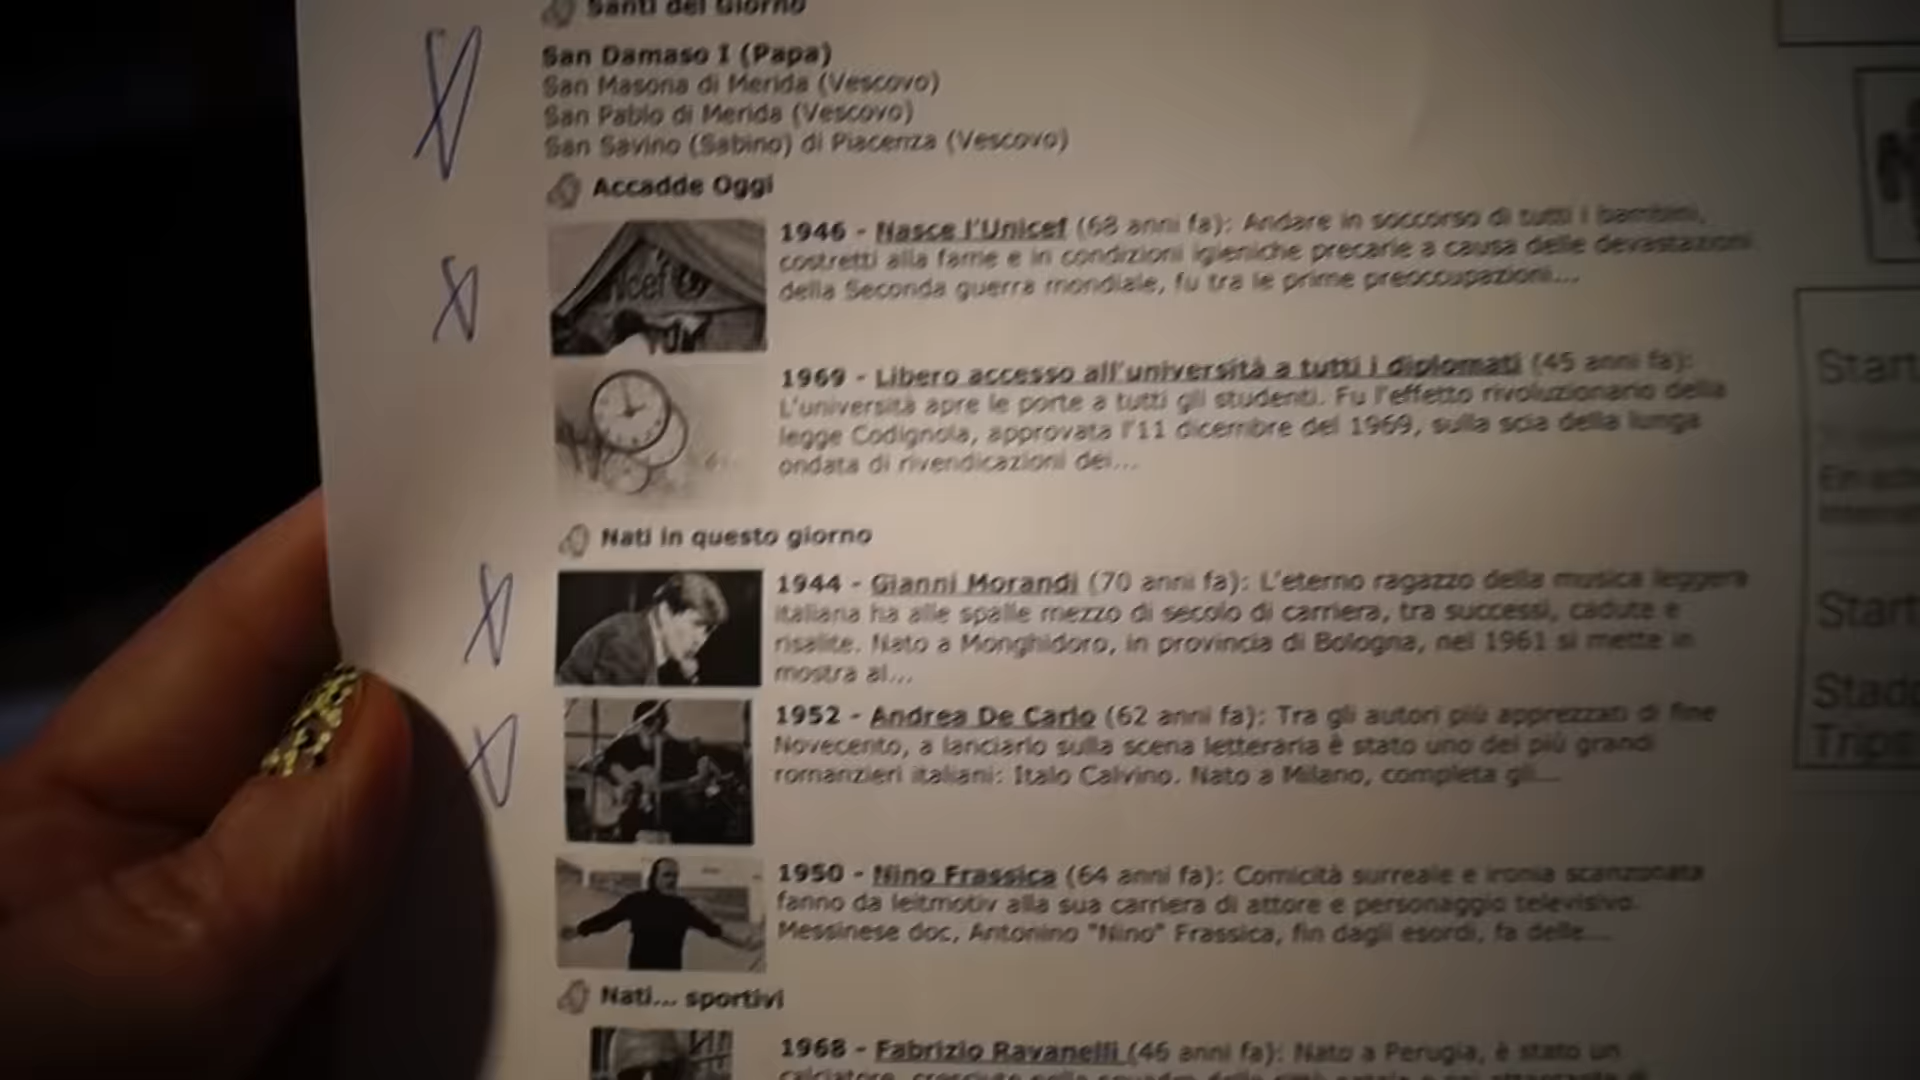 Santi del Giorno
San Damaso I (Papa)
San Masona di Merida (Vescovo)
San Pablo di Merida (Vescovo)
San Savino (Sabino) di Piacenza (Vescovo)
Accadde Oggi
1946 - Nasce l'Unicef (68 anni fa): Andare in soccorso di tutti i bambini,
costretti alla fame e in condizioni igieniche precarie a causa delle devastazioni
della Seconda guerra mondiale, fu tra le prime preoccupazioni...
unicef
1969 - Libero accesso all'università a tutti i diplomati (45 anni fa):
L'università apre le porte a tutti gli studenti. Fu l'effetto rivoluzionario della
legge Codignola, approvata l'11 dicembre del 1969, sulla scia della lunga
ondata di rivendicazioni dei...
Nati in questo giorno
1944 - Gianni Morandi (70 anni fa): L'eterno ragazzo della musica leggera
italiana ha alle spalle mezzo di secolo di carriera, tra successi, cadute e
risalite. Nato a Monghidoro, in provincia di Bologna, nel 1961 si mette in
mostra al...
1952 - Andrea De Carlo (62 anni fa): Tra gli autori più apprezzati di fine
Novecento, a lanciarlo sulla scena letteraria è stato uno dei più grandi
romanzieri italiani: Italo Calvino. Nato a Milano, completa gli...
1950 - Nino Frassica (64 anni fa): Comicità surreale e ironia scanzonata
fanno da leitmotiv alla sua carriera di attore e personaggio televisivo.
Messinese doc, Antonino "Nino" Frassica, fin dagli esordi, fa delle...
Nati... sportivi
1968 - Fabrizio Ravanelli (46 anni fa): Nato a Perugia, è stato un
Start
Start